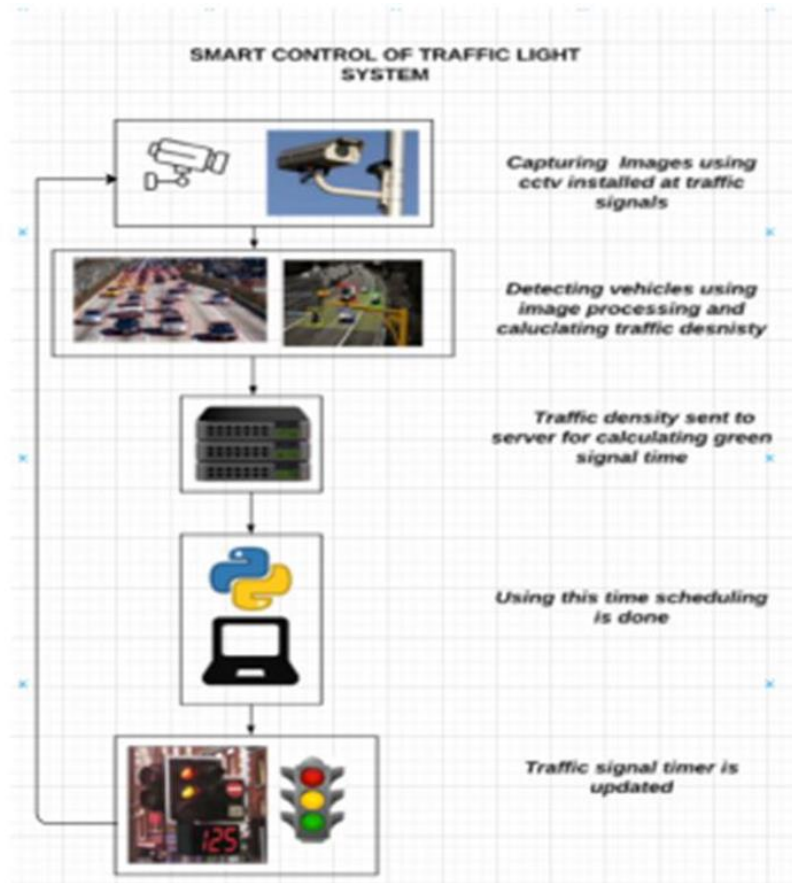 SMART CONTROL OF TRAFFIC LIGHT
SYSTEM
Capturing Images using
cctv installed at traffic
signals
Detecting vehicles using
image processing and
caluclating traffic desnisty
Traffic density sent to
server for calculating green
signal time
Using this time scheduling
is done
Traffic signal timer is
updated
125